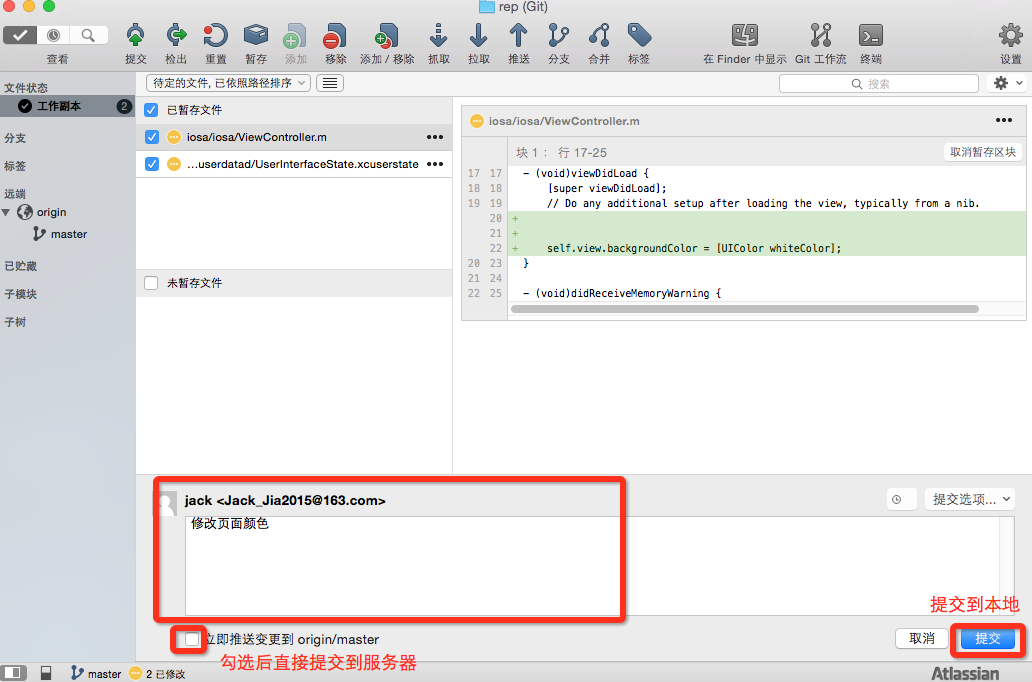 rep (Git)
查看
提交
检出
重置
暂存
添加
移除
添加 / 移除
抓取
拉取
推送
分支
合并
标签
在 Finder 中显示
Git 工作流
终端
设置
文件状态
工作副本
2
分支
标签
远端
origin
master
已贮藏
子模块
子树
待定的文件, 已依照路径排序
搜索
已暂存文件
iosa/iosa/ViewController.m
...userdatad/UserInterfaceState.xcuserstate
未暂存文件
iosa/iosa/ViewController.m
块 1 : 行 17-25
取消暂存区块
17 17 - (void)viewDidLoad {
18 18 [super viewDidLoad];
19 19 // Do any additional setup after loading the view, typically from a nib.
20 +
21 +
22 + self.view.backgroundColor = [UIColor whiteColor];
20 23 }
21 24
22 25 - (void)didReceiveMemoryWarning {
jack <Jack_Jia2015@163.com>
提交选项...
修改页面颜色
提交到本地
立即推送变更到 origin/master
取消
提交
勾选后直接提交到服务器
master
2 已修改
Atlassian